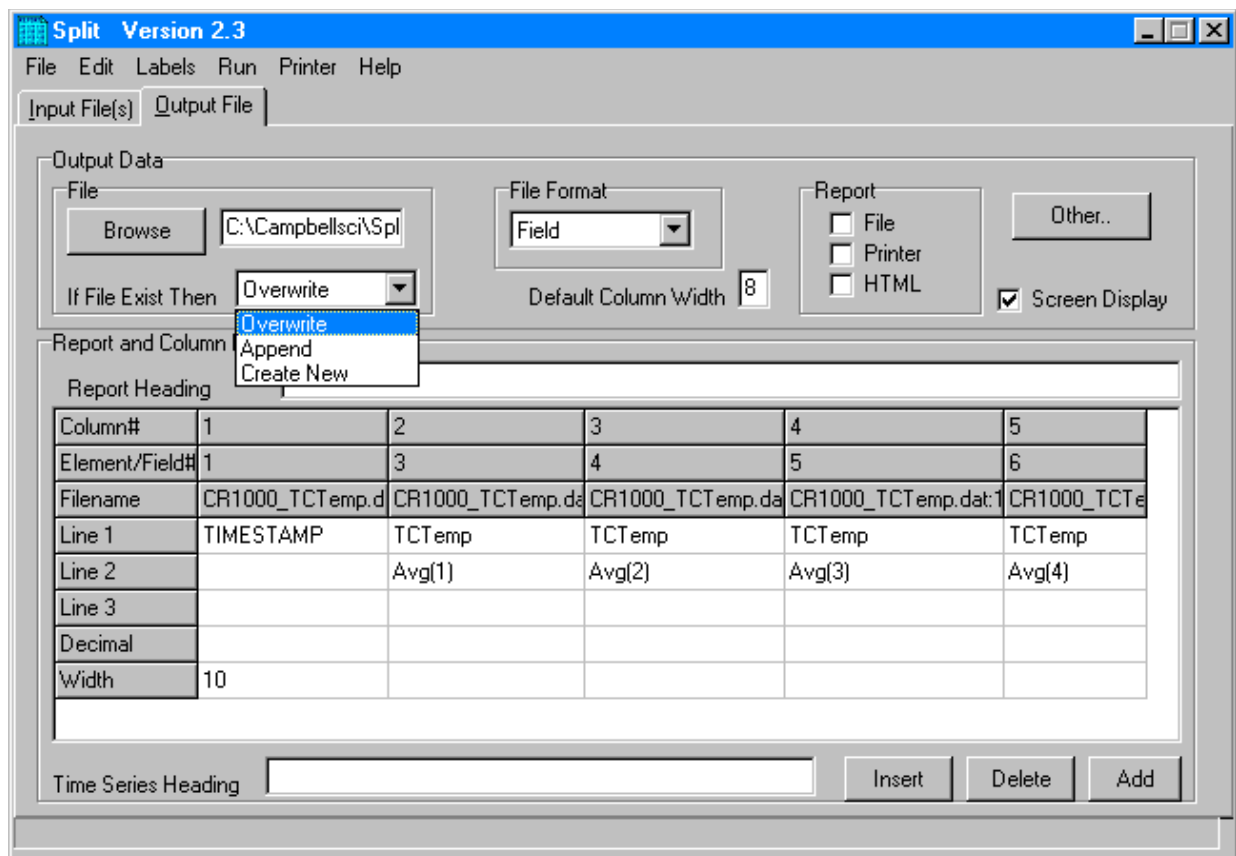 Split Version 2.3
File Edit Labels Run Printer Help
Input File(s) Output File
Output Data
File
Browse C:\Campbellsci\Spl
If File Exist Then Overwrite
Overwrite
Append
Create New
File Format
Field
Default Column Width 8
Report
File
Printer
HTML
Other..
Screen Display
Report and Column
Report Heading
Column# 1 2 3 4 5
Element/Field# 1 3 4 5 6
Filename CR1000_TCTemp.d CR1000_TCTemp.da CR1000_TCTemp.da CR1000_TCTemp.dat:1 CR1000_TCTe
Line 1 TIMESTAMP TCTemp TCTemp TCTemp TCTemp
Line 2 Avg(1) Avg(2) Avg(3) Avg(4)
Line 3
Decimal
Width 10
Time Series Heading Insert Delete Add